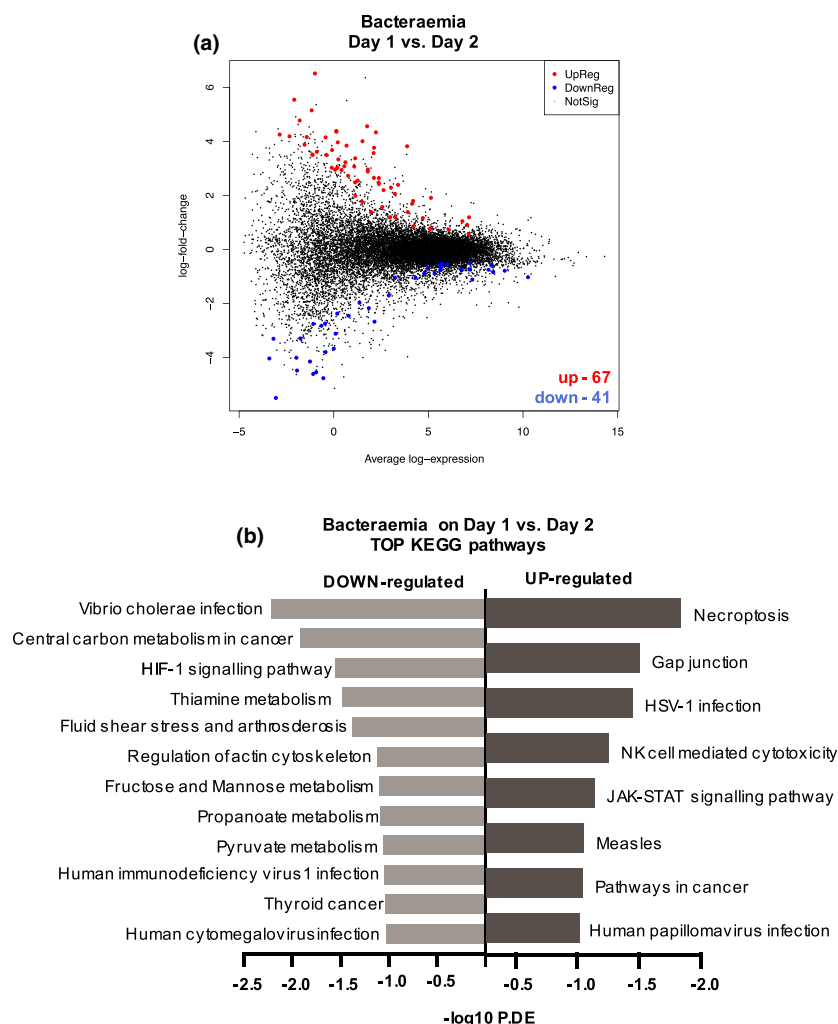 Bacteraemia
(a)
Day 1 vs. Day 2
UpReg
DownReg
NotSig
6
4
2
0
−2
−4
log−fold−change
up - 67
down - 41
−5 0 5 10 15
Average log−expression
(b)
Bacteraemia on Day 1 vs. Day 2
TOP KEGG pathways
DOWN-regulated
UP-regulated
Vibrio cholerae infection
Central carbon metabolism in cancer
HIF-1 signalling pathway
Thiamine metabolism
Fluid shear stress and arthrosderosis
Regulation of actin cytoskeleton
Fructose and Mannose metabolism
Propanoate metabolism
Pyruvate metabolism
Human immunodeficiency virus 1 infection
Thyroid cancer
Human cytomegalovirus infection
Necroptosis
Gap junction
HSV-1 infection
NK cell mediated cytotoxicity
JAK-STAT signalling pathway
Measles
Pathways in cancer
Human papillomavirus infection
-2.5 -2.0 -1.5 -1.0 -0.5 -0.5 -1.0 -1.5 -2.0
-log10 P.DE